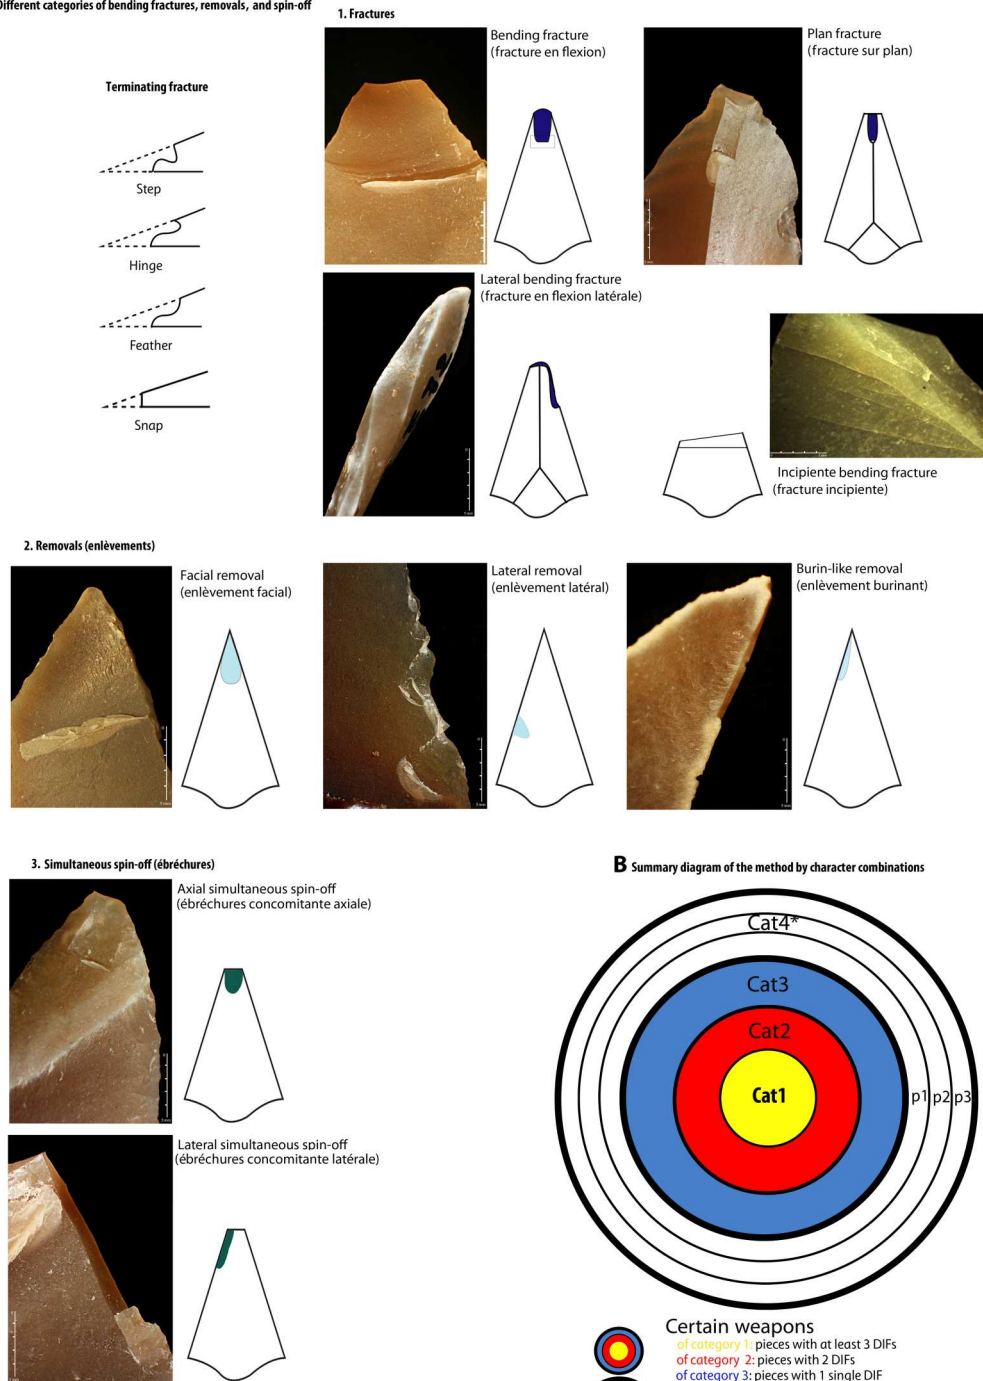 Different categories of bending fractures, removals, and spin-off
1. Fractures
Terminating fracture
Step
Hinge
Feather
Snap
Bending fracture
(fracture en flexion)
Plan fracture
(fracture sur plan)
Lateral bending fracture
(fracture en flexion latérale)
Incipiente bending fracture
(fracture incipiente)
2. Removals (enlèvements)
Facial removal
(enlèvement facial)
Lateral removal
(enlèvement latéral)
Burin-like removal
(enlèvement burinant)
3. Simultaneous spin-off (ébréchures)
Axial simultaneous spin-off
(ébréchures concomitante axiale)
Lateral simultaneous spin-off
(ébréchures concomitante latérale)
B Summary diagram of the method by character combinations
Cat4*
Cat3
Cat2
Cat1
p1 p2 p3
Certain weapons
of category 1: pieces with at least 3 DIFs
of category 2: pieces with 2 DIFs
of category 3: pieces with 1 single DIF